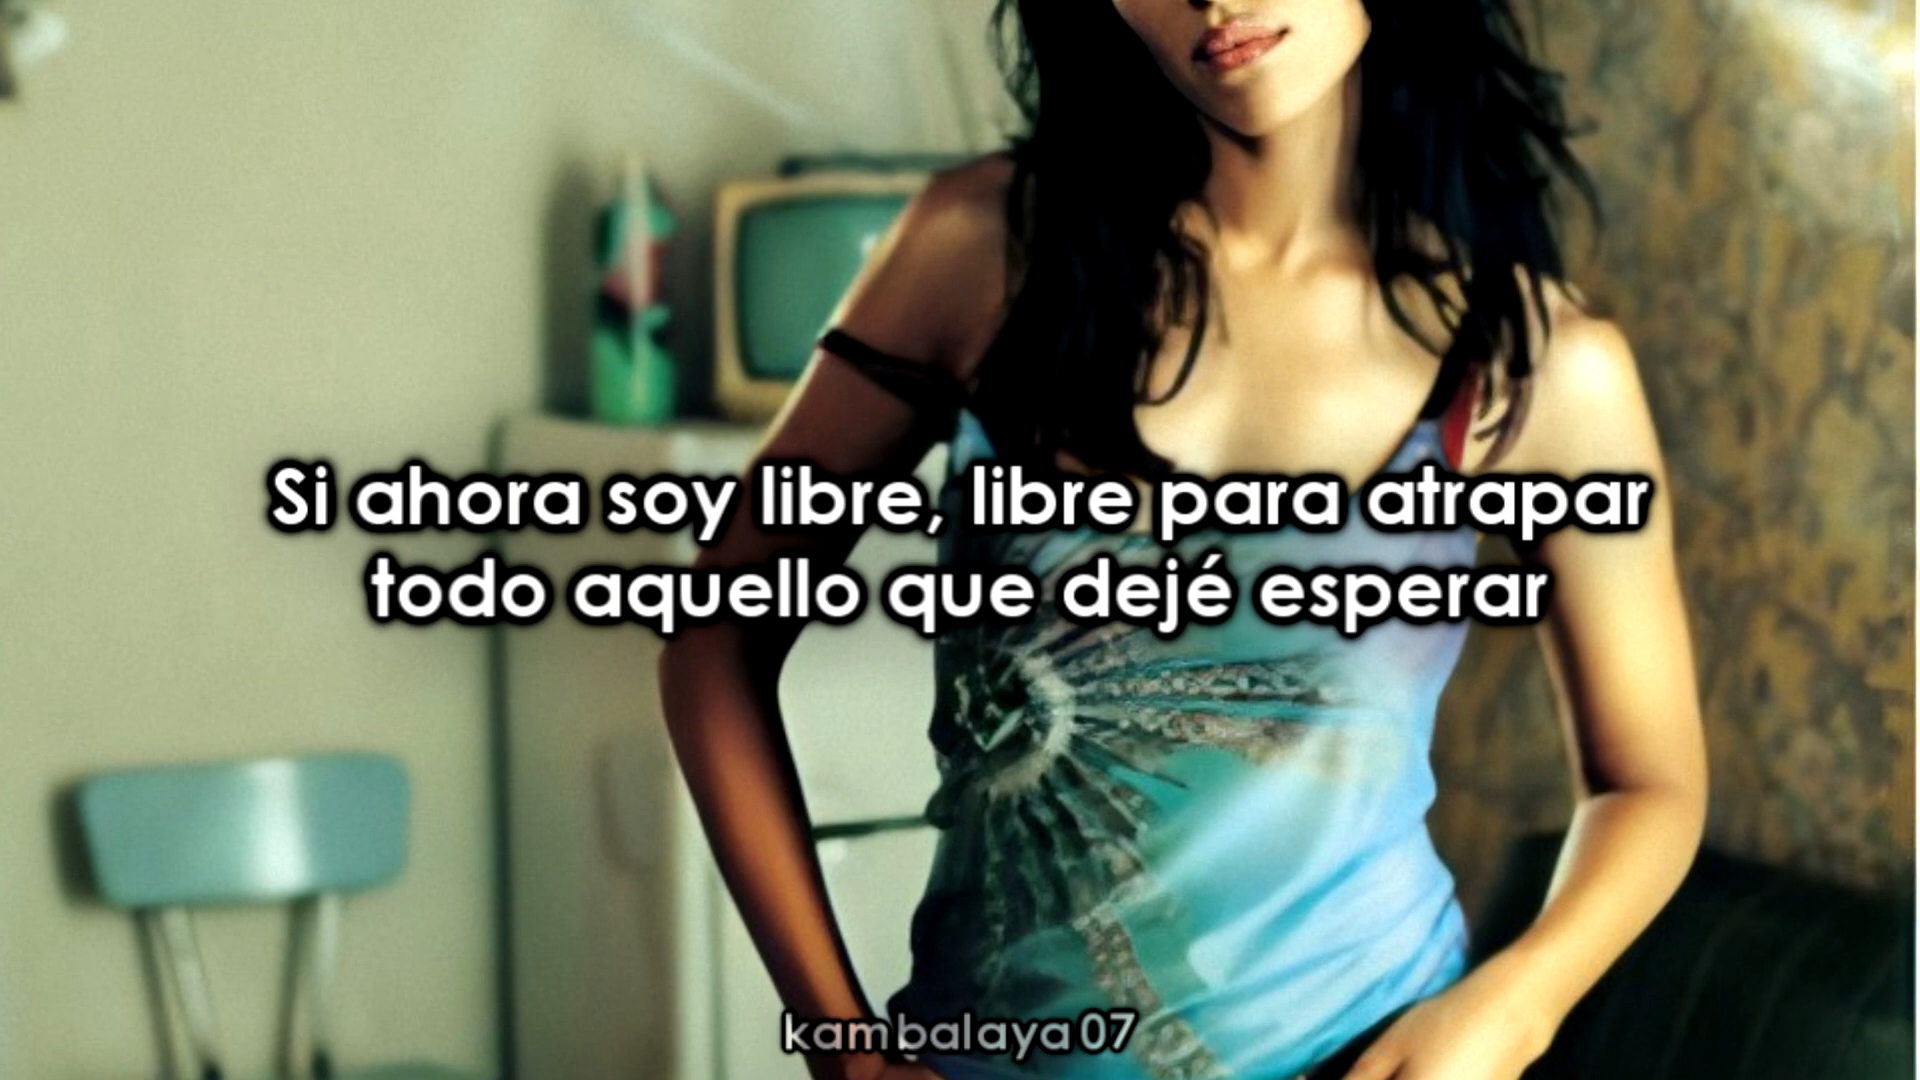 Si ahora soy libre, libre para atrapar
todo aquello que dejé esperar
kambalaya07